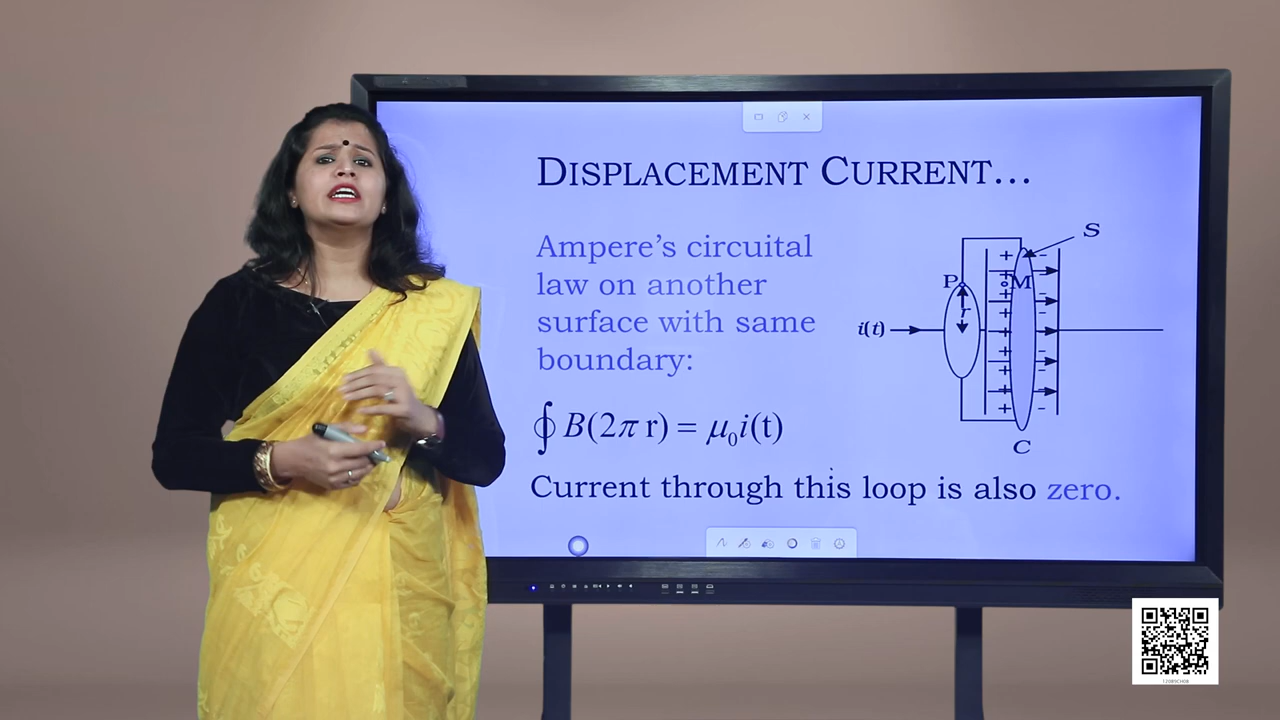 DISPLACEMENT CURRENT...
Ampere's circuital
law on another
surface with same
boundary:
∮ B(2π r) = μ₀i(t)
Current through this loop is also zero.
S
P
M
r
i(t)
C